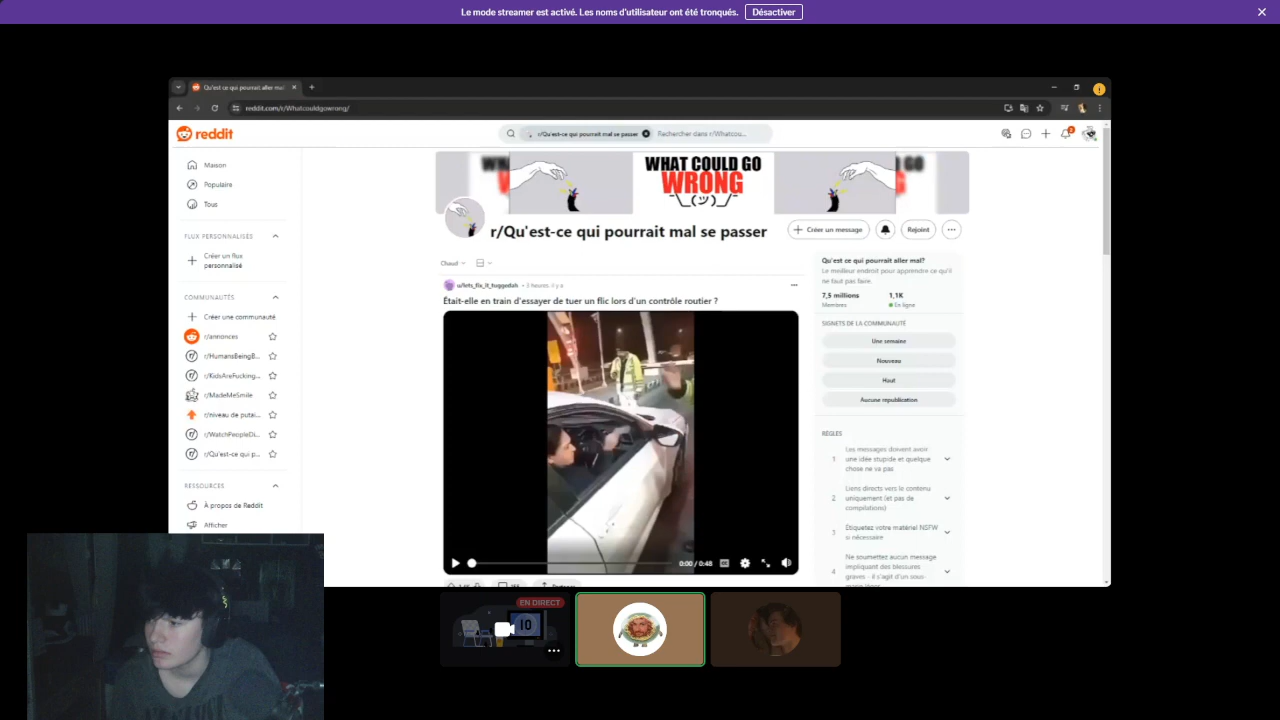 Le mode streamer est activé. Les noms d'utilisateur ont été tronqués. Désactiver
Qu'est ce qui pourrait aller mal
reddit.com/r/Whatcouldgowrong/
reddit
r/Qu'est-ce qui pourrait mal se passer
Rechercher dans r/Whatcou...
Maison
Populaire
Tous
FLUX PERSONNALISÉS
Créer un flux
personnalisé
COMMUNAUTÉS
Créer une communauté
r/annonces
r/HumansBeingB...
r/KidsAreFucking...
r/MadeMeSmile
r/niveau de putai...
r/WatchPeopleDi...
r/Qu'est-ce qui p...
RESSOURCES
À propos de Reddit
Afficher
WHAT COULD GO
WRONG
¯\_(ツ)_/¯
r/Qu'est-ce qui pourrait mal se passer
Créer un message
Rejoint
Chaud
u/lets_fix_it_tuggedah • 3 heures. il y a
Était-elle en train d'essayer de tuer un flic lors d'un contrôle routier ?
0:00 / 0:48
Qu'est ce qui pourrait aller mal?
Le meilleur endroit pour apprendre ce qu'il
ne faut pas faire.
7,5 millions
Membres
1,1K
En ligne
SIGNETS DE LA COMMUNAUTÉ
Une semaine
Nouveau
Haut
Aucune republication
RÈGLES
1 Les messages doivent avoir
une idée stupide et quelque
chose ne va pas
2 Liens directs vers le contenu
uniquement (et pas de
compilations)
3 Étiquetez votre matériel NSFW
si nécessaire
4 Ne soumettez aucun message
impliquant des blessures
graves - il s'agit d'un sous-
EN DIRECT